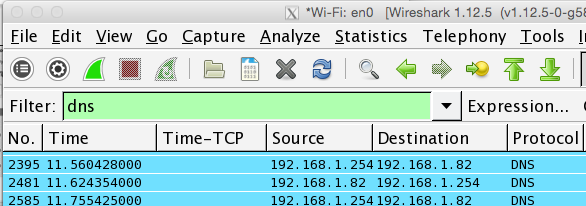 *Wi-Fi: en0 [Wireshark 1.12.5 (v1.12.5-0-g58
File Edit View Go Capture Analyze Statistics Telephony Tools In
Filter: dns Expression...
No. Time Time-TCP Source Destination Protocol
2395 11.560428000 192.168.1.254 192.168.1.82 DNS
2481 11.624354000 192.168.1.82 192.168.1.254 DNS
2585 11.755425000 192.168.1.254 192.168.1.82 DNS